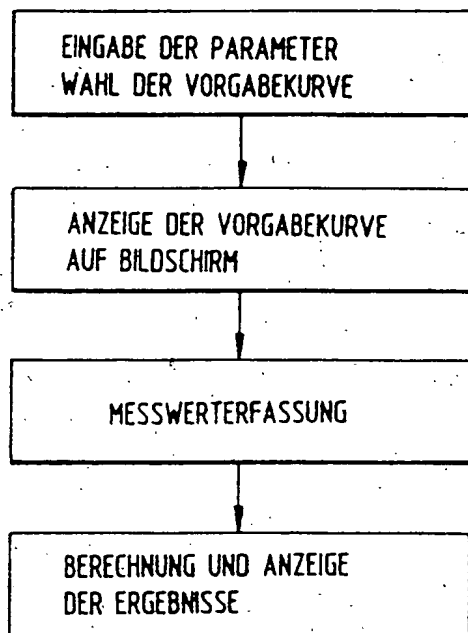 EINGABE DER PARAMETER
WAHL DER VORGABEKURVE
ANZEIGE DER VORGABEKURVE
AUF BILDSCHIRM
MESSWERTERFASSUNG
BERECHNUNG UND ANZEIGE
DER ERGEBNISSE